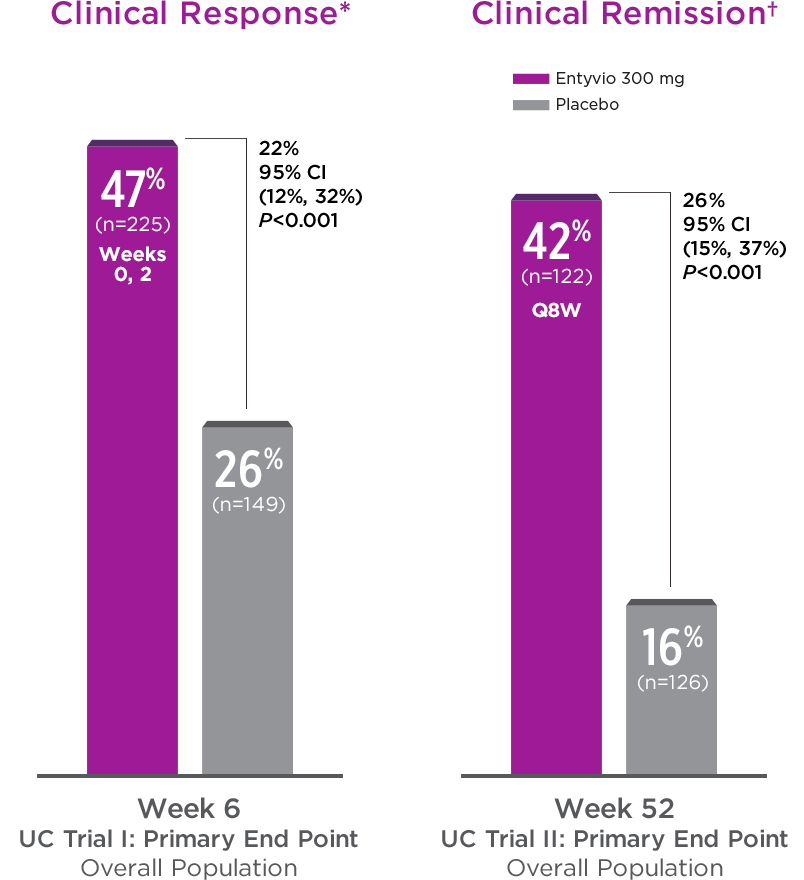 Clinical Response*
47%
(n=225)
Weeks
0, 2
22%
95% CI
(12%, 32%)
P<0.001
26%
(n=149)
Week 6
UC Trial I: Primary End Point
Overall Population
Clinical Remission†
Entyvio 300 mg
Placebo
42%
(n=122)
Q8W
26%
95% CI
(15%, 37%)
P<0.001
16%
(n=126)
Week 52
UC Trial II: Primary End Point
Overall Population